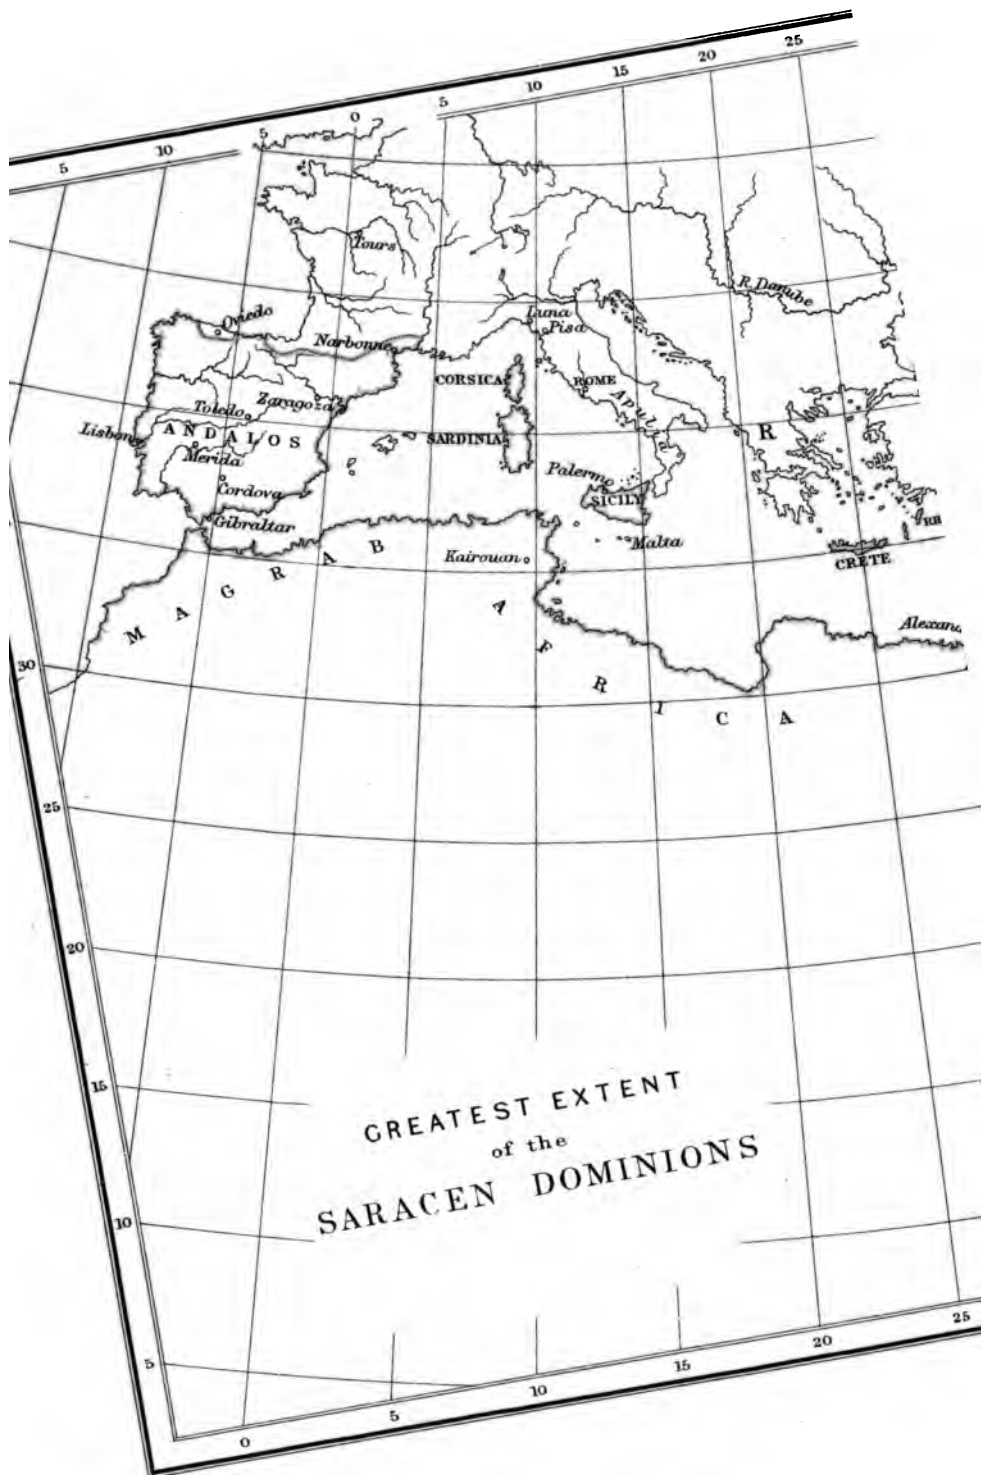 25
20
15
10
5
0
5
10
5
Tours
R. Danube
Luna
Pisa
Oviedo
Narbonne
CORSICA
ROME
Apul
Zaragoza
Toledo
R
Lisbon
ANDALOS
SARDINIA
Merida
Palermo
Cordova
SICILY
Gibraltar
Malta
CRETE
Kairouan
MAGRAB
AFRICA
Alexand
30
25
20
15
10
5
GREATEST EXTENT
of the
SARACEN DOMINIONS
0
5
10
15
20
25